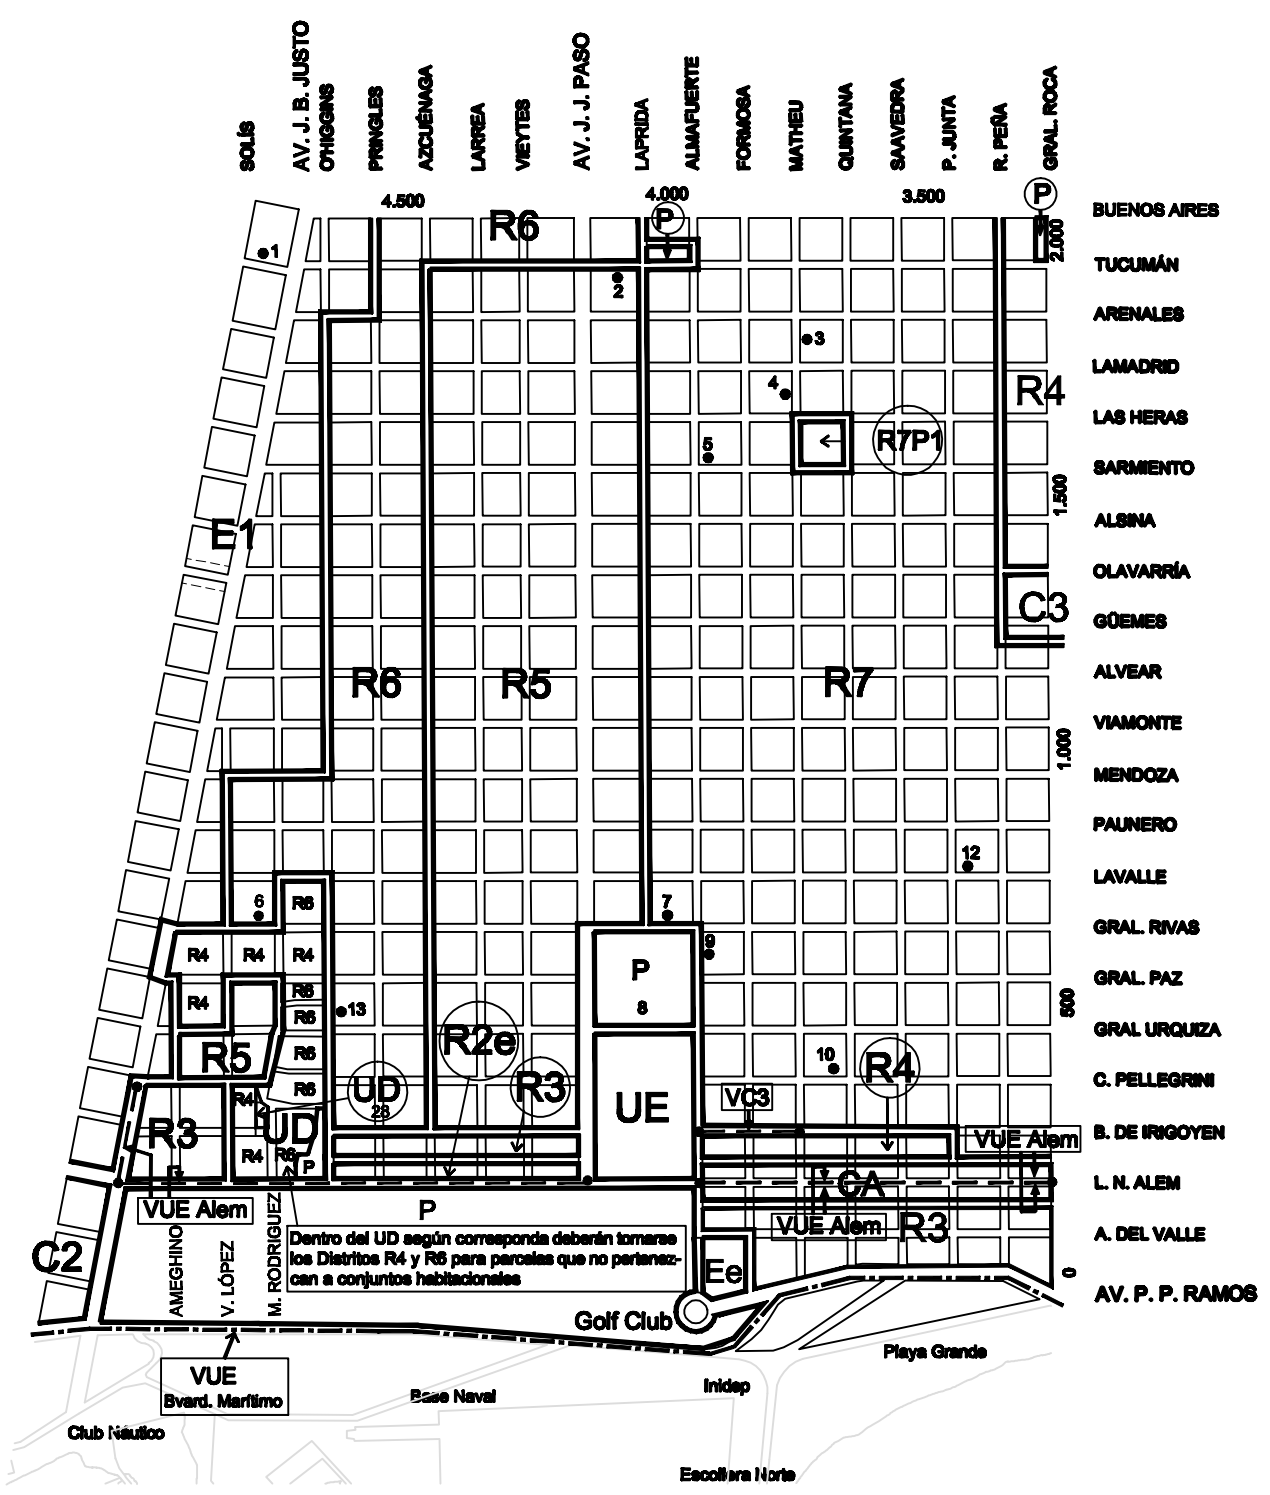 SOLÍS
AV. J. B. JUSTO
O'HIGGINS
PRINGLES
AZCUÉNAGA
LARREA
VIEYTES
AV. J. J. PASO
LAPRIDA
ALMAFUERTE
FORMOSA
MATHEU
QUINTANA
SAAVEDRA
P. JUNTA
R. PEÑA
GRAL. ROCA
4.500
4.000
3.500
P
P
R6
2.000
BUENOS AIRES
1
TUCUMÁN
2
ARENALES
3
LAMADRID
4
R4
LAS HERAS
5
R7P1
SARMIENTO
1.500
E1
ALSINA
OLAVARRÍA
C3
GÜEMES
R6
R5
R7
ALVEAR
VIAMONTE
1.000
MENDOZA
PAUNERO
12
LAVALLE
6
R6
7
GRAL. RIVAS
9
R4
R4
R4
P
GRAL. PAZ
R6
R4
8
500
13
R6
GRAL URQUIZA
R2e
10
R5
R6
R4
C. PELLEGRINI
R3
UD
28
R6
R4
VC3
UE
R3
UD
VUE Alem
B. DE IRIGOYEN
R4
R6
P
CA
L. N. ALEM
VUE Alem
P
VUE Alem
R3
A. DEL VALLE
Dentro del UD según corresponda deberán tomarse
los Distritos R4 y R6 para parcelas que no pertenez-
can a conjuntos habitacionales
C2
AMEGHINO
V. LÓPEZ
M. RODRIGUEZ
Ee
0
AV. P. P. RAMOS
Golf Club
Playa Grande
VUE
Bvard. Marítimo
Base Naval
Inidep
Club Náutico
Escollera Norte